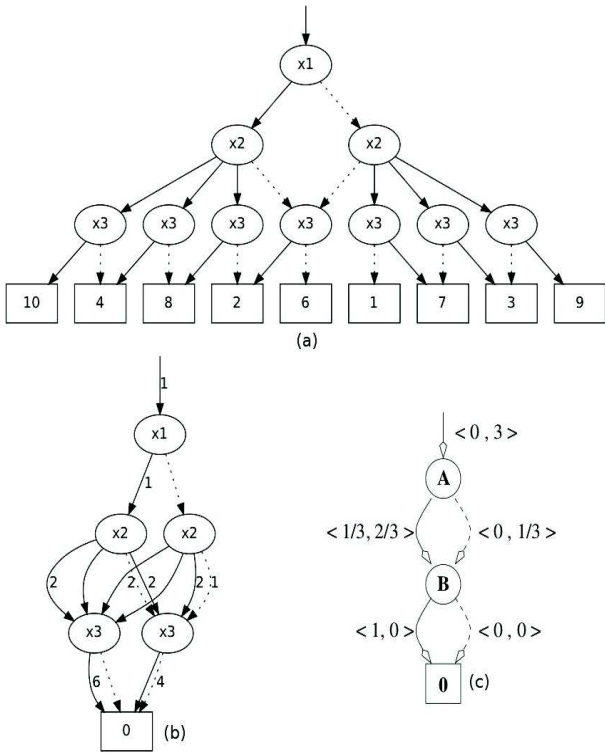 x1
x2 x2
x3 x3 x3 x3 x3 x3 x3
10 4 8 2 6 1 7 3 9
(a)
1
x1
1
x2 x2
2 2 2 2 1
x3 x3
6 4
0 (b)
< 0 , 3 >
A
< 1/3, 2/3 > < 0 , 1/3 >
B
< 1, 0 > < 0 , 0 >
0 (c)